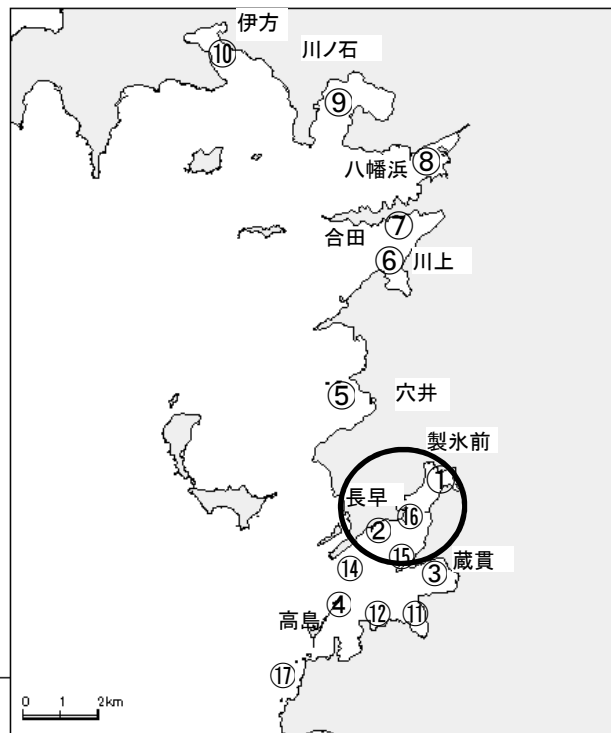 伊方
⑩
川ノ石
⑨
八幡浜
⑧
合田
⑦
⑥
川上
⑤
穴井
製氷前
①
長早
⑯
②
⑮
蔵貫
⑭
③
高島
④
⑫
⑪
⑰
0 1 2km